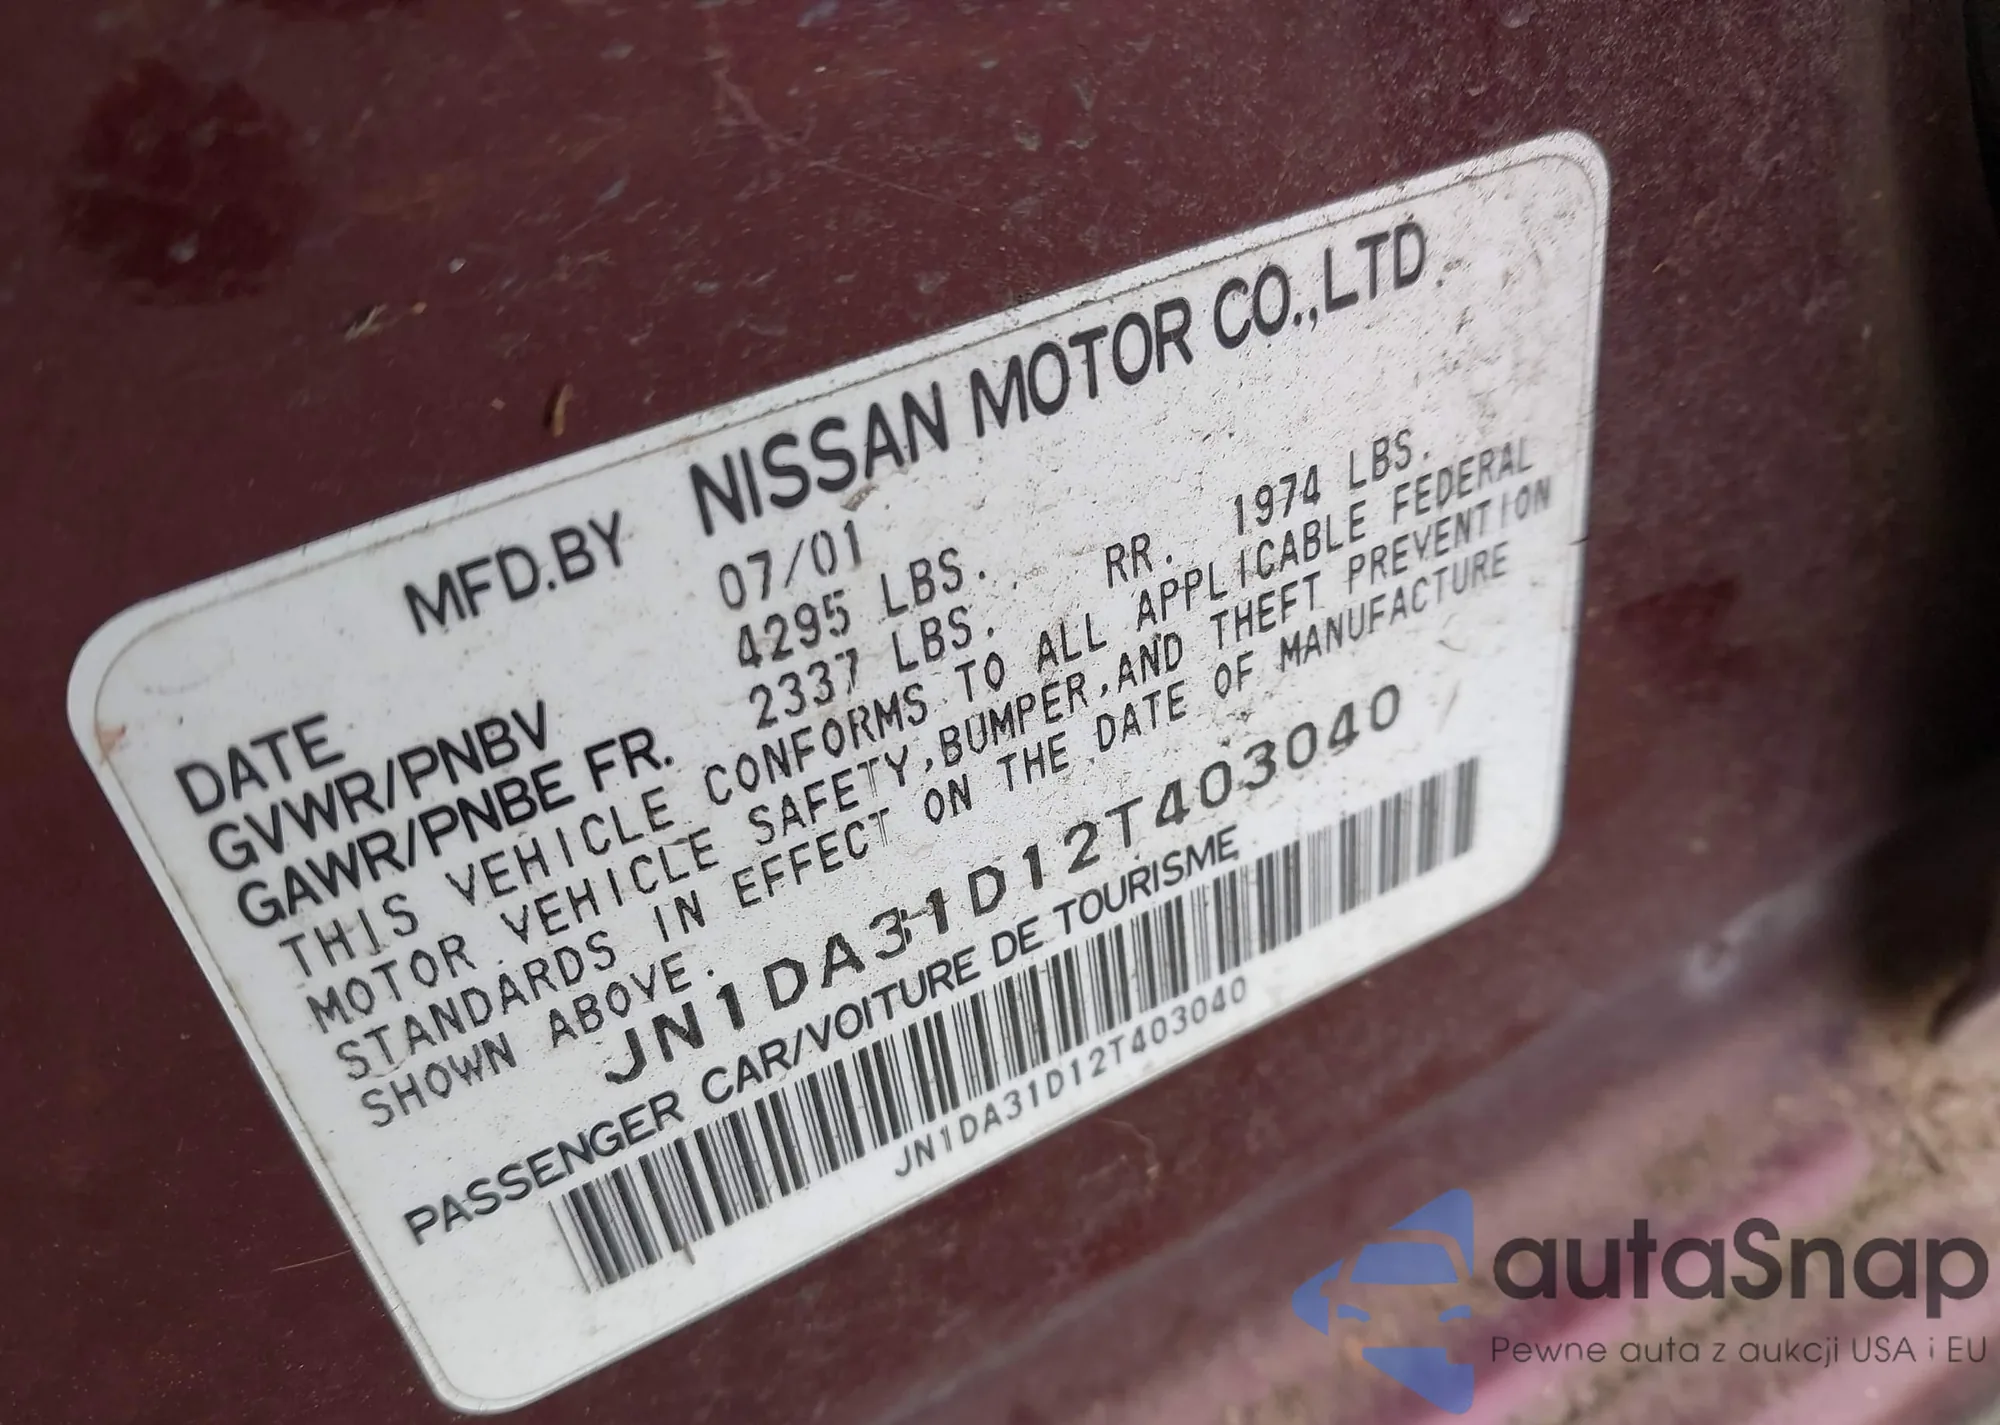 MFD.BY NISSAN MOTOR CO.,LTD.
DATE 07/01
GVWR/PNBV 4295 LBS.
GAWR/PNBE FR. 2337 LBS. RR. 1974 LBS.
THIS VEHICLE CONFORMS TO ALL APPLICABLE FEDERAL
MOTOR VEHICLE SAFETY,BUMPER,AND THEFT PREVENTION
STANDARDS IN EFFECT ON THE DATE OF MANUFACTURE
SHOWN ABOVE.
JN1DA31D12T403040
PASSENGER CAR/VOITURE DE TOURISME
JN1DA31D12T403040
autaSnap
Pewne auta z aukcji USA i EU